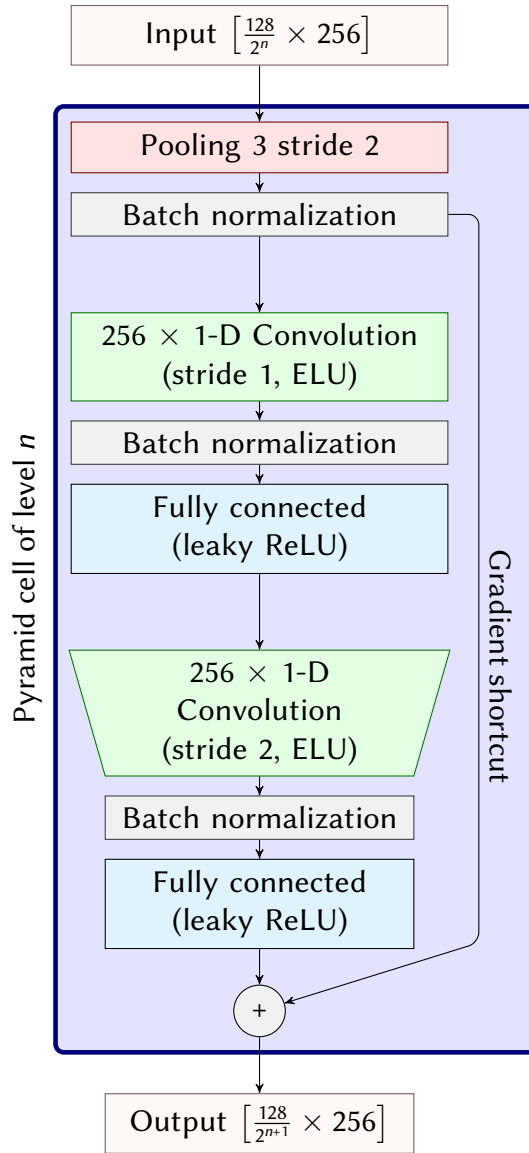 Input [128/2^n × 256]
Pooling 3 stride 2
Batch normalization
256 × 1-D Convolution
(stride 1, ELU)
Batch normalization
Fully connected
(leaky ReLU)
256 × 1-D
Convolution
(stride 2, ELU)
Batch normalization
Fully connected
(leaky ReLU)
+
Output [128/2^{n+1} × 256]
Pyramid cell of level n
Gradient shortcut